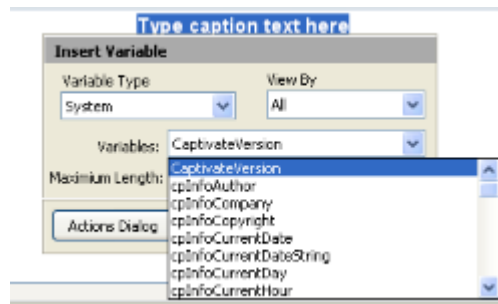 Type caption text here
Insert Variable
Variable Type View By
System All
Variables: CaptivateVersion
Maximium Length:
CaptivateVersion
cpInfoAuthor
cpInfoCompany
cpInfoCopyright
cpInfoCurrentDate
cpInfoCurrentDateString
cpInfoCurrentDay
cpInfoCurrentHour
Actions Dialog